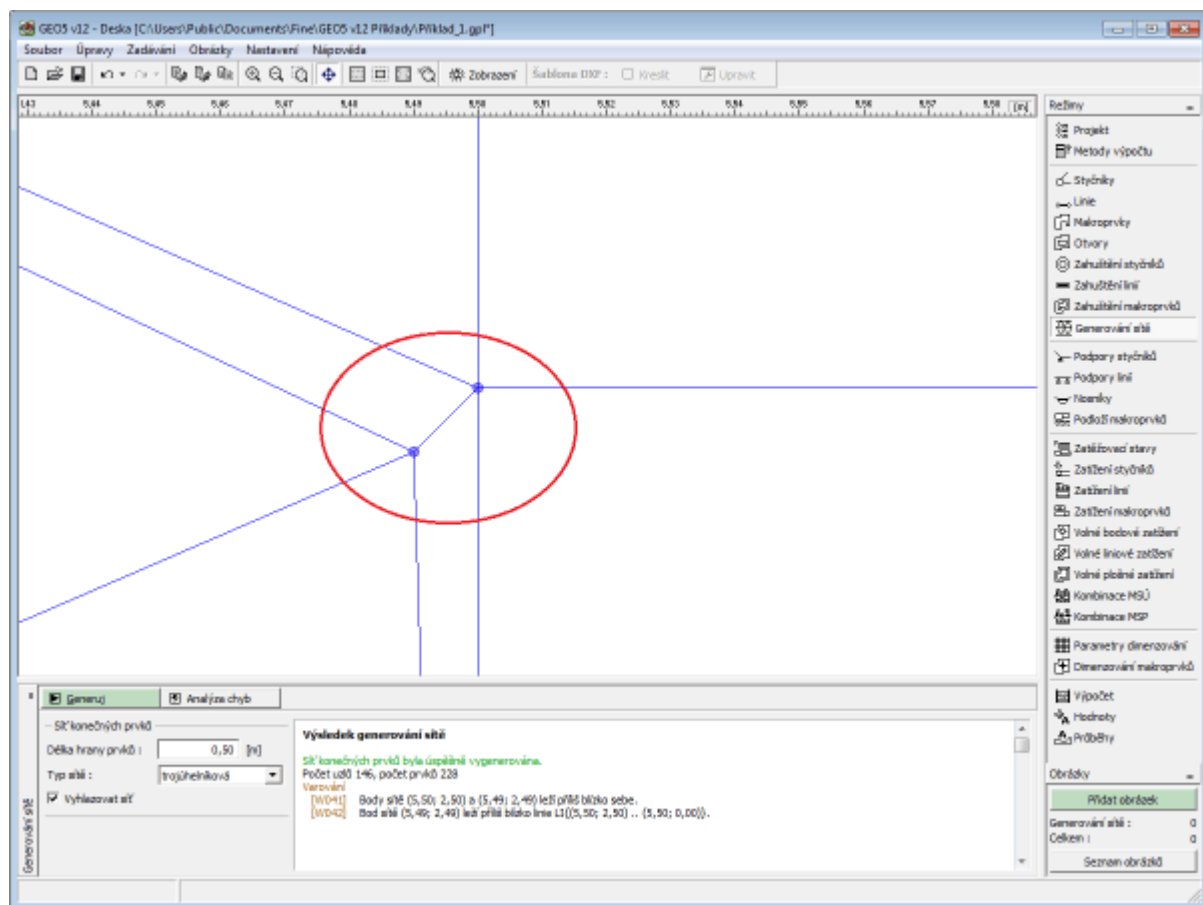 GEO5 v12 - Deska [C:\Users\Public\Documents\Fine\GEO5 v12 Příklady\Příklad_1.gpl*]
Soubor Úpravy Zadávání Obrázky Nastavení Nápověda
Zobrazení Šablona DXF : Kreslit Upravit
5,44 5,45 5,46 5,47 5,48 5,49 5,50 5,51 5,52 5,53 5,54 5,55 5,56 5,57 5,58 [m]
Režimy
Projekt
Metody výpočtu
Styčníky
Linie
Makroprvky
Otvory
Zahuštění styčníků
Zahuštění linií
Zahuštění makroprvků
Generování sítě
Podpory styčníků
Podpory linií
Nosníky
Podloží makroprvků
Zatěžovací stavy
Zatížení styčníků
Zatížení linií
Zatížení makroprvků
Volné bodové zatížení
Volné liniové zatížení
Volné plošné zatížení
Kombinace MSÚ
Kombinace MSP
Parametry dimenzování
Dimenzování makroprvků
Výpočet
Hodnoty
Průběhy
Obrázky
Přidat obrázek
Generování sítě : 0
Celkem : 0
Seznam obrázků
Generuj Analýza chyb
Síť konečných prvků
Délka hrany prvků : 0,50 [m]
Typ sítě : trojúhelníková
Vyhlazovat síť
Generování sítě
Výsledek generování sítě
Síť konečných prvků byla úspěšně vygenerována.
Počet uzlů 146, počet prvků 228
Varování
[W041] Body sítě (5,50; 2,50) a (5,49; 2,49) leží příliš blízko sebe.
[W042] Bod sítě (5,49; 2,49) leží příliš blízko linie L1((5,50; 2,50) .. (5,50; 0,00)).